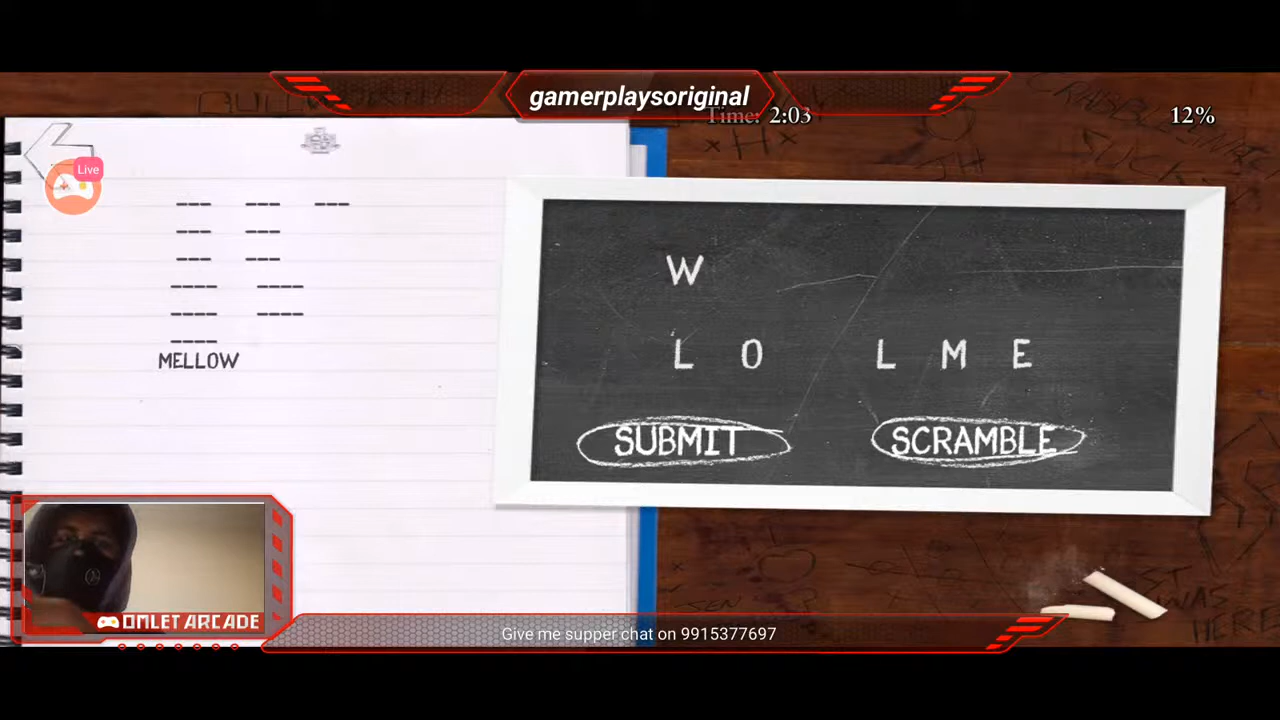 gamerplaysoriginal
Time: 2:03
12%
Live
MELLOW
W
L O L M E
SUBMIT SCRAMBLE
OMLET ARCADE
Give me supper chat on 9915377697